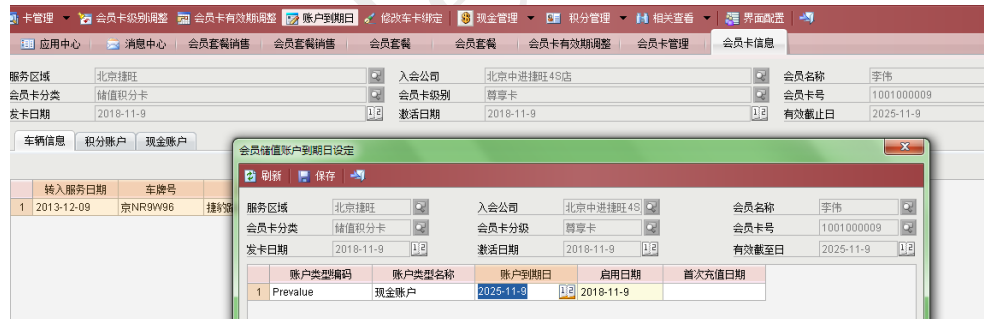 卡管理 会员卡级别调整 会员卡有效期调整 账户到期日 修改车卡绑定 现金管理 积分管理 相关查看 界面配置
应用中心 消息中心 会员套餐销售 会员套餐销售 会员套餐 会员套餐 会员卡有效期调整 会员卡管理 会员卡信息
服务区域 北京捷旺 入会公司 北京中进捷旺4S店 会员名称 李伟
会员卡分类 储值积分卡 会员卡级别 尊享卡 会员卡号 1001000009
发卡日期 2018-11-9 激活日期 2018-11-9 有效截止日 2025-11-9
车辆信息 积分账户 现金账户
转入服务日期 车牌号
1 2013-12-09 京NR9W96
会员储值账户到期日设定
刷新 保存
服务区域 北京捷旺 入会公司 北京中进捷旺4S 会员名称 李伟
会员卡分类 储值积分卡 会员卡分级 尊享卡 会员卡号 1001000009
发卡日期 2018-11-9 激活日期 2018-11-9 有效截至日 2025-11-9
账户类型编码 账户类型名称 账户到期日 启用日期 首次充值日期
1 Prevalue 现金账户 2025-11-9 2018-11-9